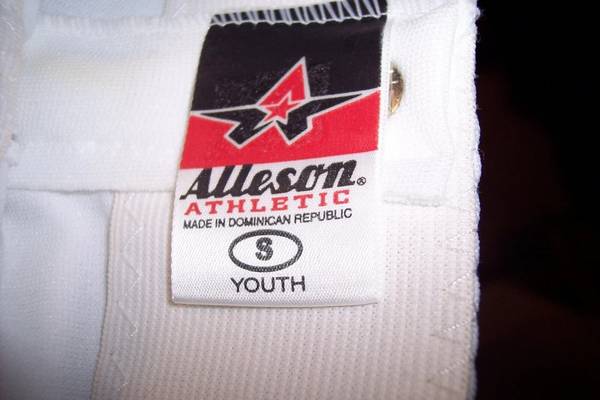 Alleson®
ATHLETIC
MADE IN DOMINICAN REPUBLIC
S
YOUTH